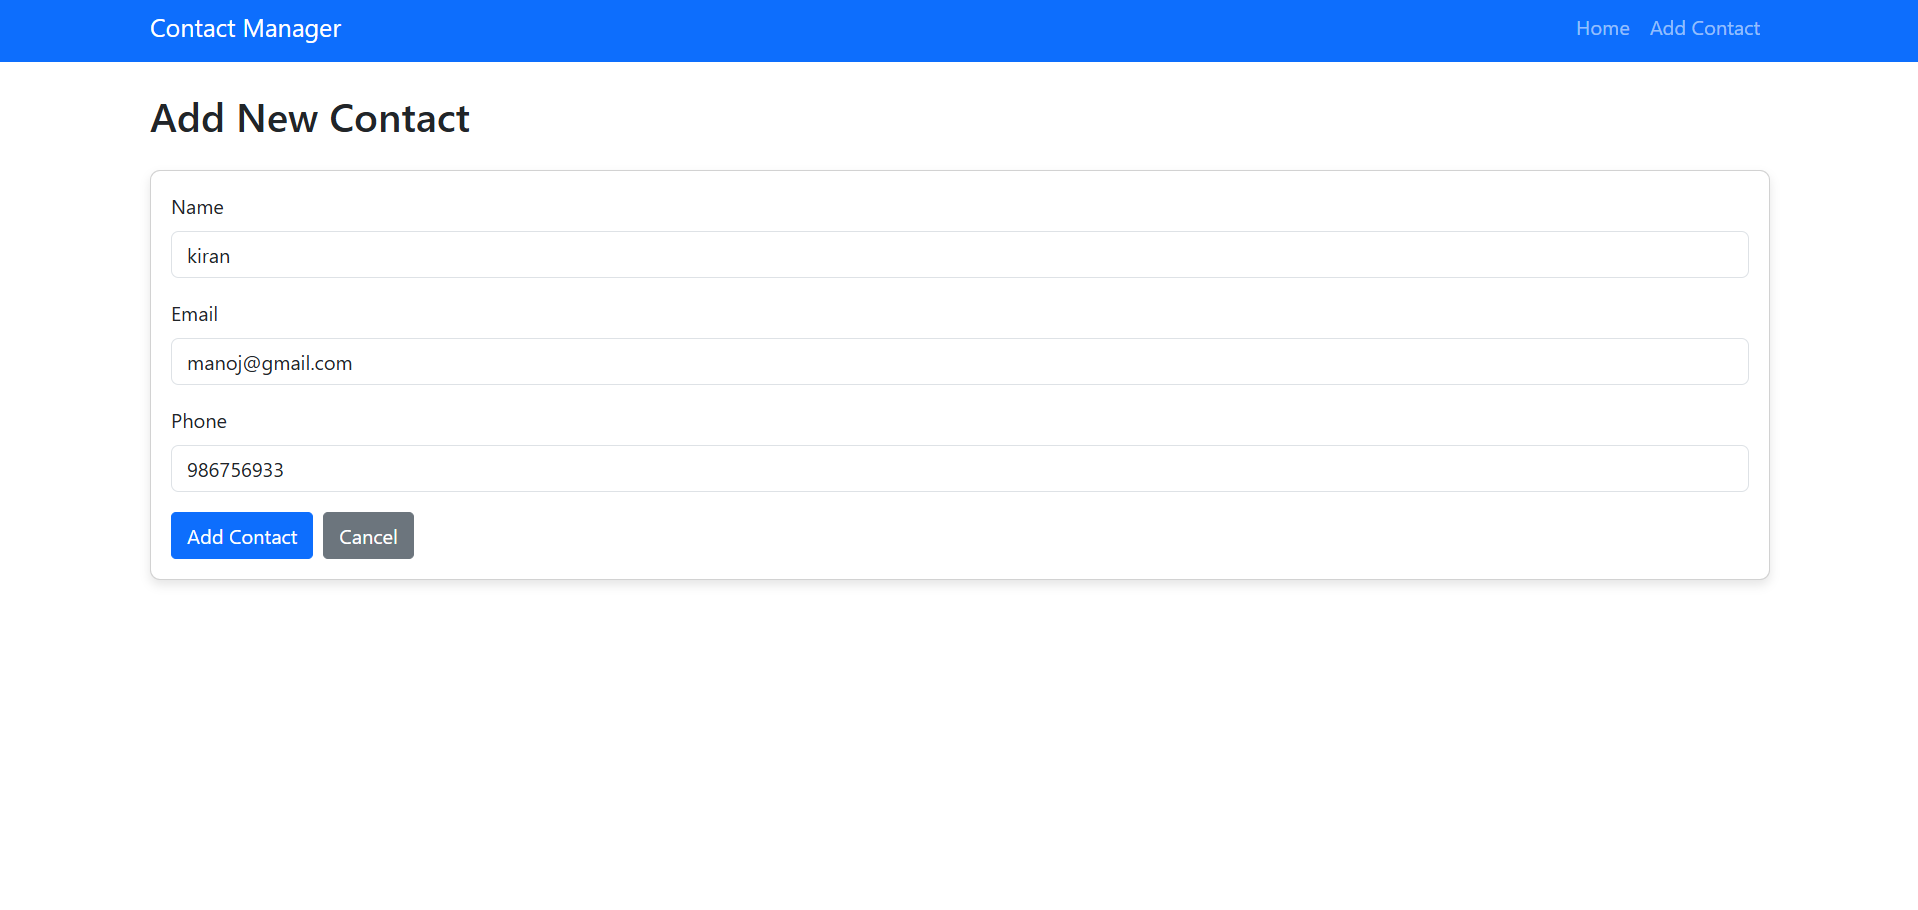 Contact Manager Home Add Contact
Add New Contact
Name
kiran
Email
manoj@gmail.com
Phone
986756933
Add Contact Cancel